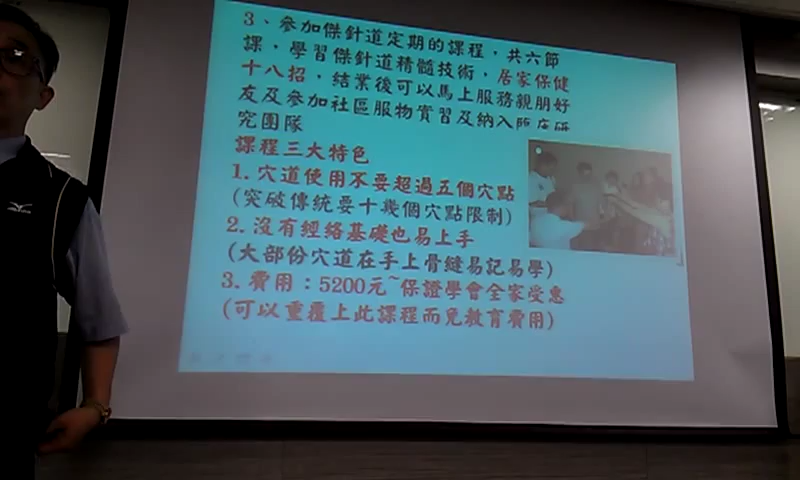 3、參加傑針道定期的課程，共六節
課，學習傑針道精髓技術，居家保健
十八招，結業後可以馬上服務親朋好
友及參加社區服物實習及納入臨床研
究團隊
課程三大特色
1. 穴道使用不要超過五個穴點
(突破傳統要十幾個穴點限制)
2. 沒有經絡基礎也易上手
(大部份穴道在手上骨縫易記易學)
3. 費用：5200元~保證學會全家受惠
(可以重覆上此課程而免教育費用)